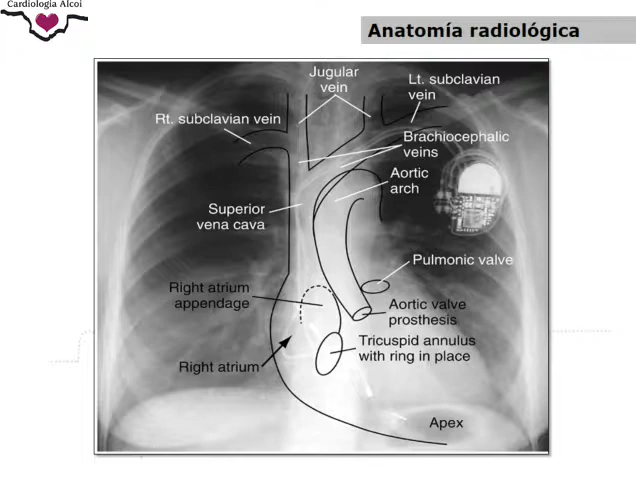 Cardiología Alcoi
Anatomía radiológica
Jugular
vein
Lt. subclavian
vein
Rt. subclavian vein
Brachiocephalic
veins
Aortic
arch
Superior
vena cava
Pulmonic valve
Right atrium
appendage
Aortic valve
prosthesis
Tricuspid annulus
with ring in place
Right atrium
Apex